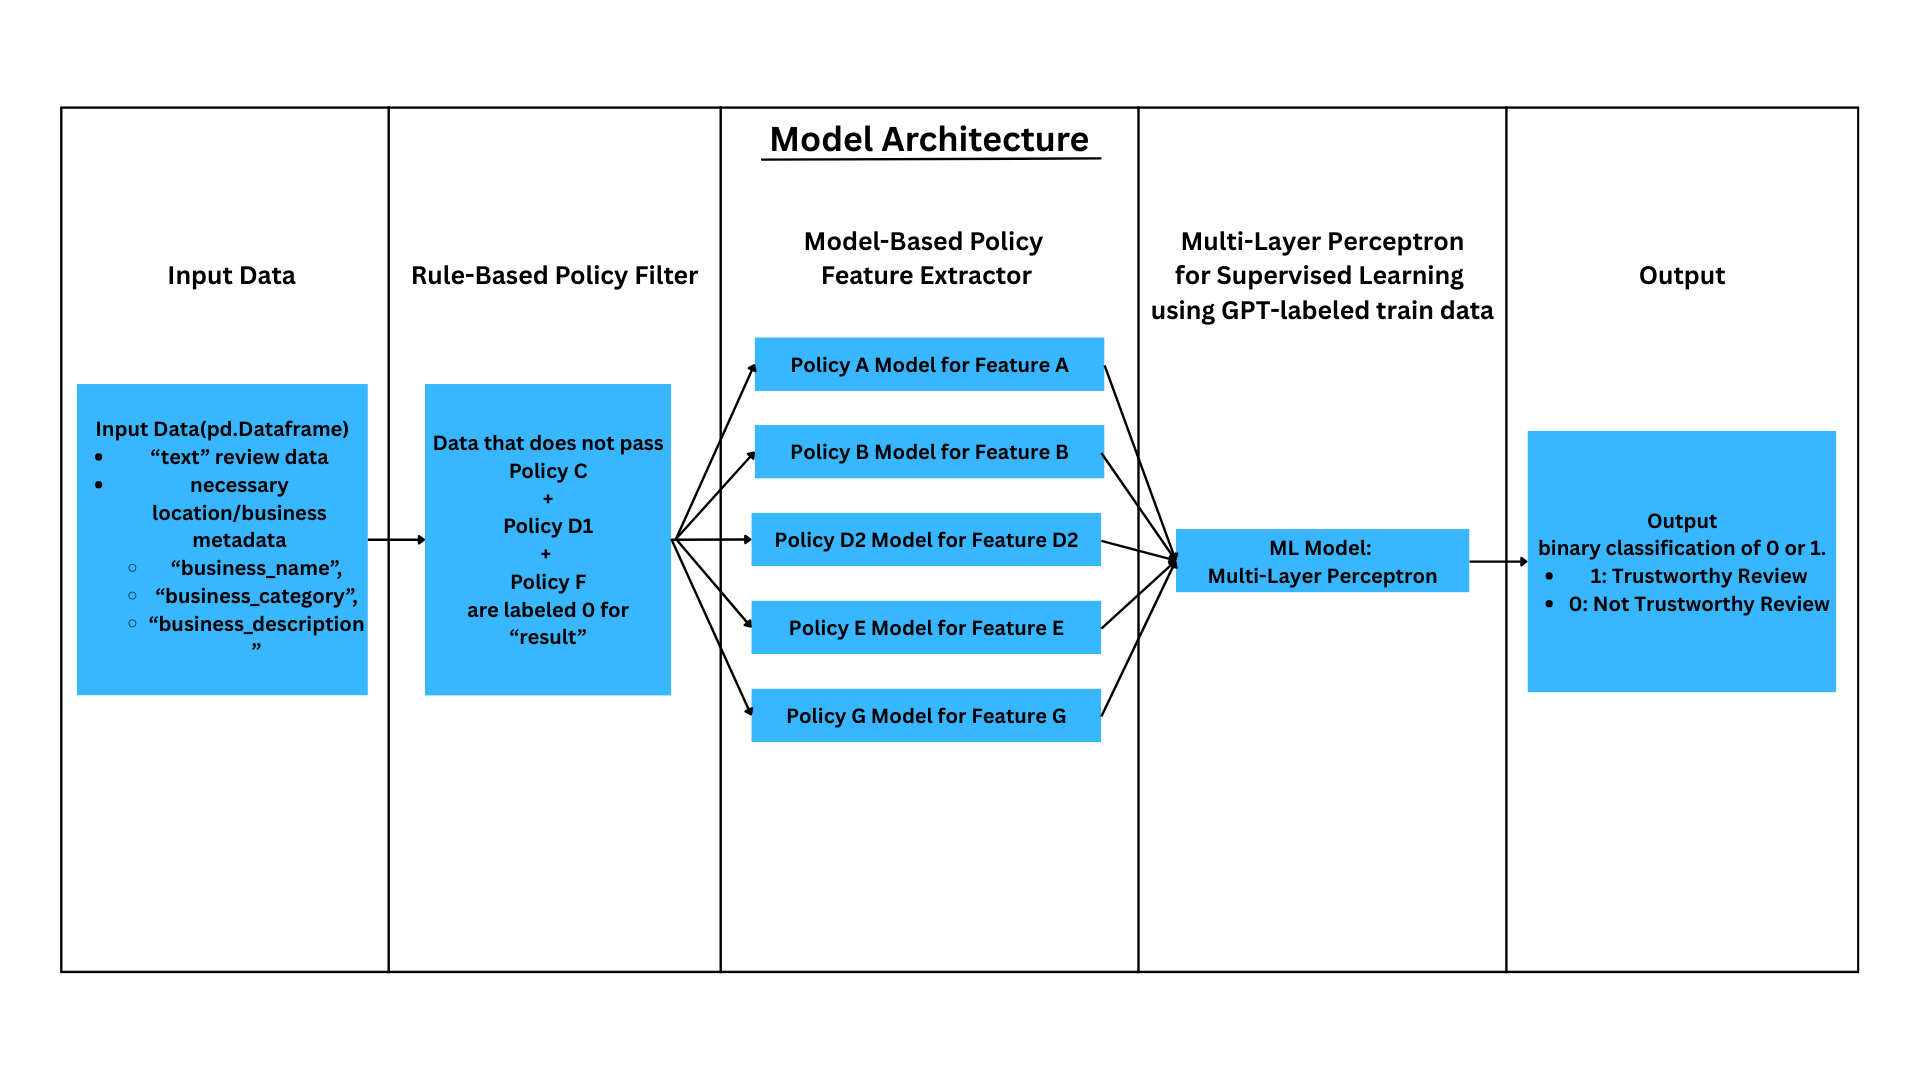 Model Architecture
Input Data
Rule-Based Policy Filter
Model-Based Policy
Feature Extractor
Multi-Layer Perceptron
for Supervised Learning
using GPT-labeled train data
Output
Input Data(pd.Dataframe)
• “text” review data
• necessary
location/business
metadata
○ “business_name”,
○ “business_category”,
○ “business_description
”
Data that does not pass
Policy C
+
Policy D1
+
Policy F
are labeled 0 for
“result”
Policy A Model for Feature A
Policy B Model for Feature B
Policy D2 Model for Feature D2
Policy E Model for Feature E
Policy G Model for Feature G
ML Model:
Multi-Layer Perceptron
Output
binary classification of 0 or 1.
• 1: Trustworthy Review
• 0: Not Trustworthy Review